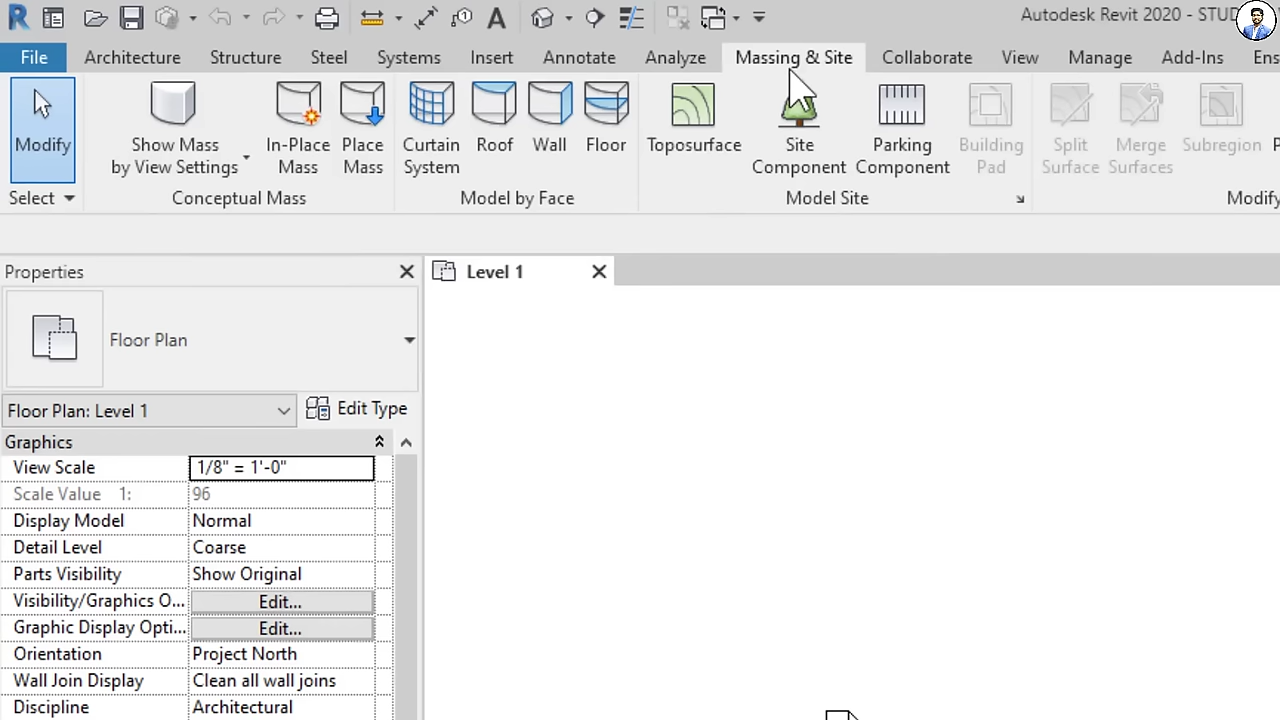 Autodesk Revit 2020 - STUD
File Architecture Structure Steel Systems Insert Annotate Analyze Massing & Site Collaborate View Manage Add-Ins Ens
Modify
Show Mass
by View Settings
In-Place
Mass
Place
Mass
Curtain
System
Roof
Wall
Floor
Toposurface
Site
Component
Parking
Component
Building
Pad
Split
Surface
Merge
Surfaces
Subregion
P
Select Conceptual Mass Model by Face Model Site Modify
Properties
Level 1
Floor Plan
Floor Plan: Level 1
Edit Type
Graphics
View Scale 1/8" = 1'-0"
Scale Value 1: 96
Display Model Normal
Detail Level Coarse
Parts Visibility Show Original
Visibility/Graphics O... Edit...
Graphic Display Opti... Edit...
Orientation Project North
Wall Join Display Clean all wall joins
Discipline Architectural